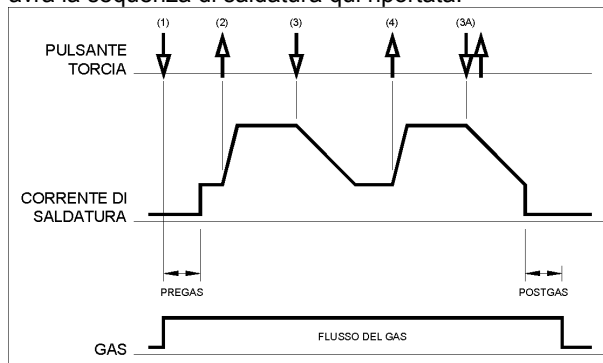 avrà la sequenza di saldatura qui riportata:
(1) (2) (3) (4) (3A)
PULSANTE
TORCIA
CORRENTE DI
SALDATURA
PREGAS POSTGAS
FLUSSO DEL GAS
GAS